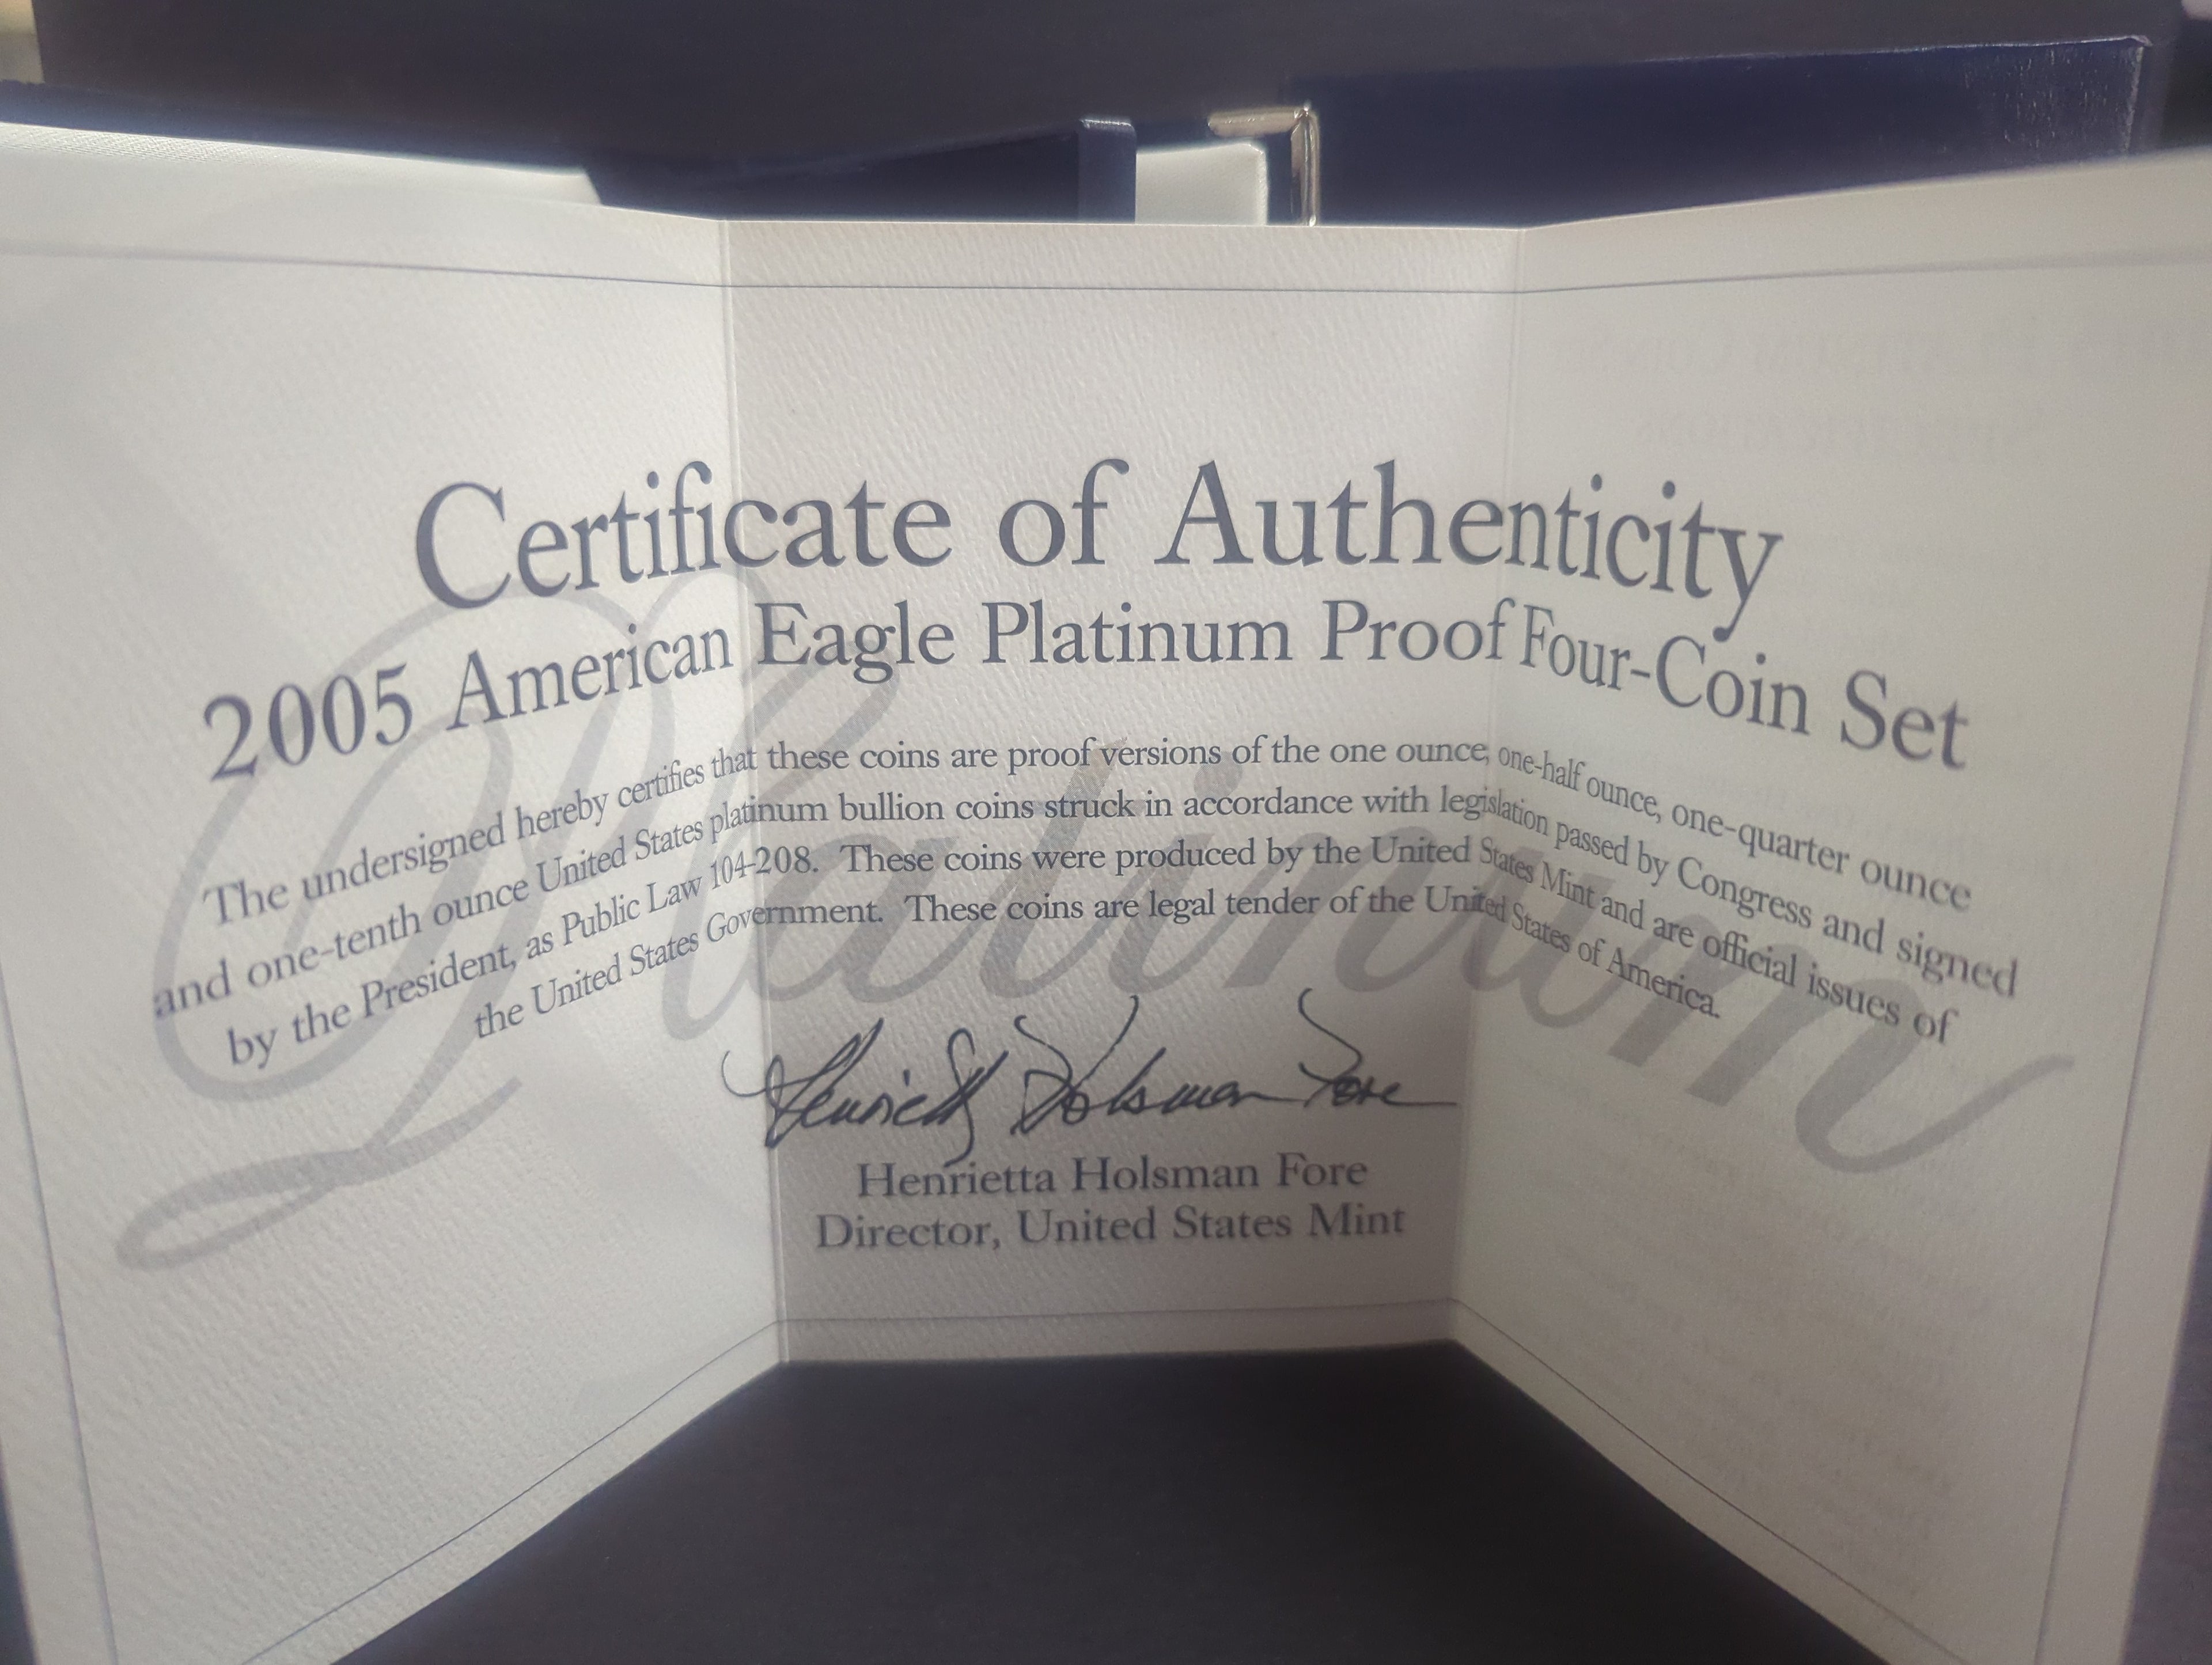 Certificate of Authenticity
2005 American Eagle Platinum Proof Four-Coin Set
The undersigned hereby certifies that these coins are proof versions of the one ounce, one-half ounce, one-quarter ounce
and one-tenth ounce United States platinum bullion coins struck in accordance with legislation passed by Congress and signed
by the President, as Public Law 104-208. These coins were produced by the United States Mint and are official issues of
the United States Government. These coins are legal tender of the United States of America.
Platinum
Henrietta Holsman Fore
Henrietta Holsman Fore
Director, United States Mint